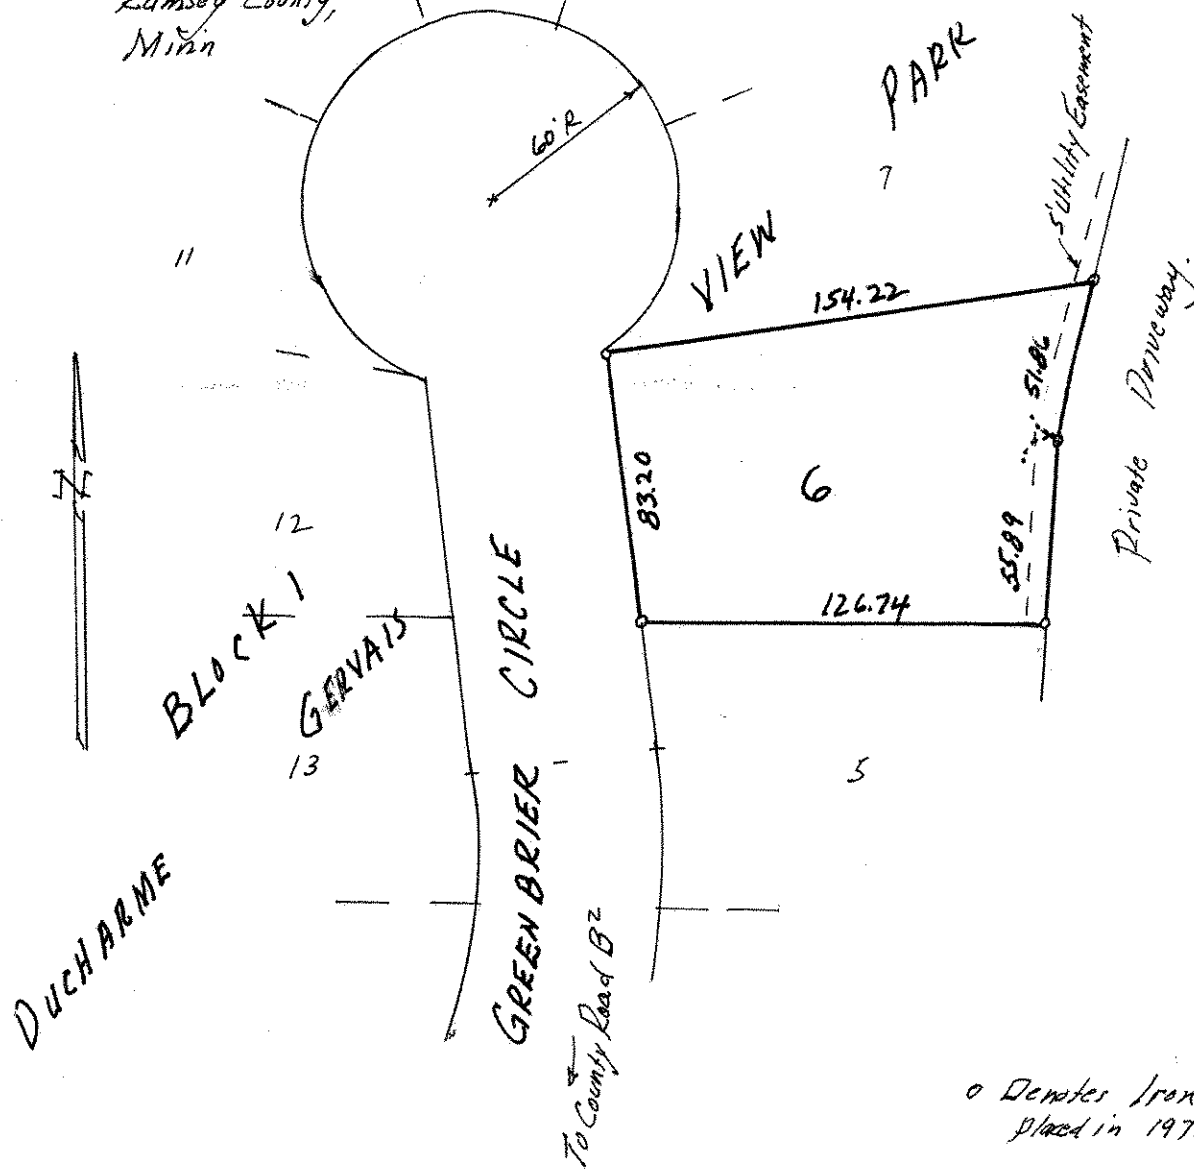 Ramsey County,
Minn
60'R
PARK
5' Utility Easement
7
11
VIEW
154.22
Private Driveway.
51.86
83.20
6
12
55.89
126.74
BLOCK 1
GERVAIS
CIRCLE
13
5
GREEN BRIER
DUCHARME
To County Road B²
o Denotes Iron
placed in 197
N